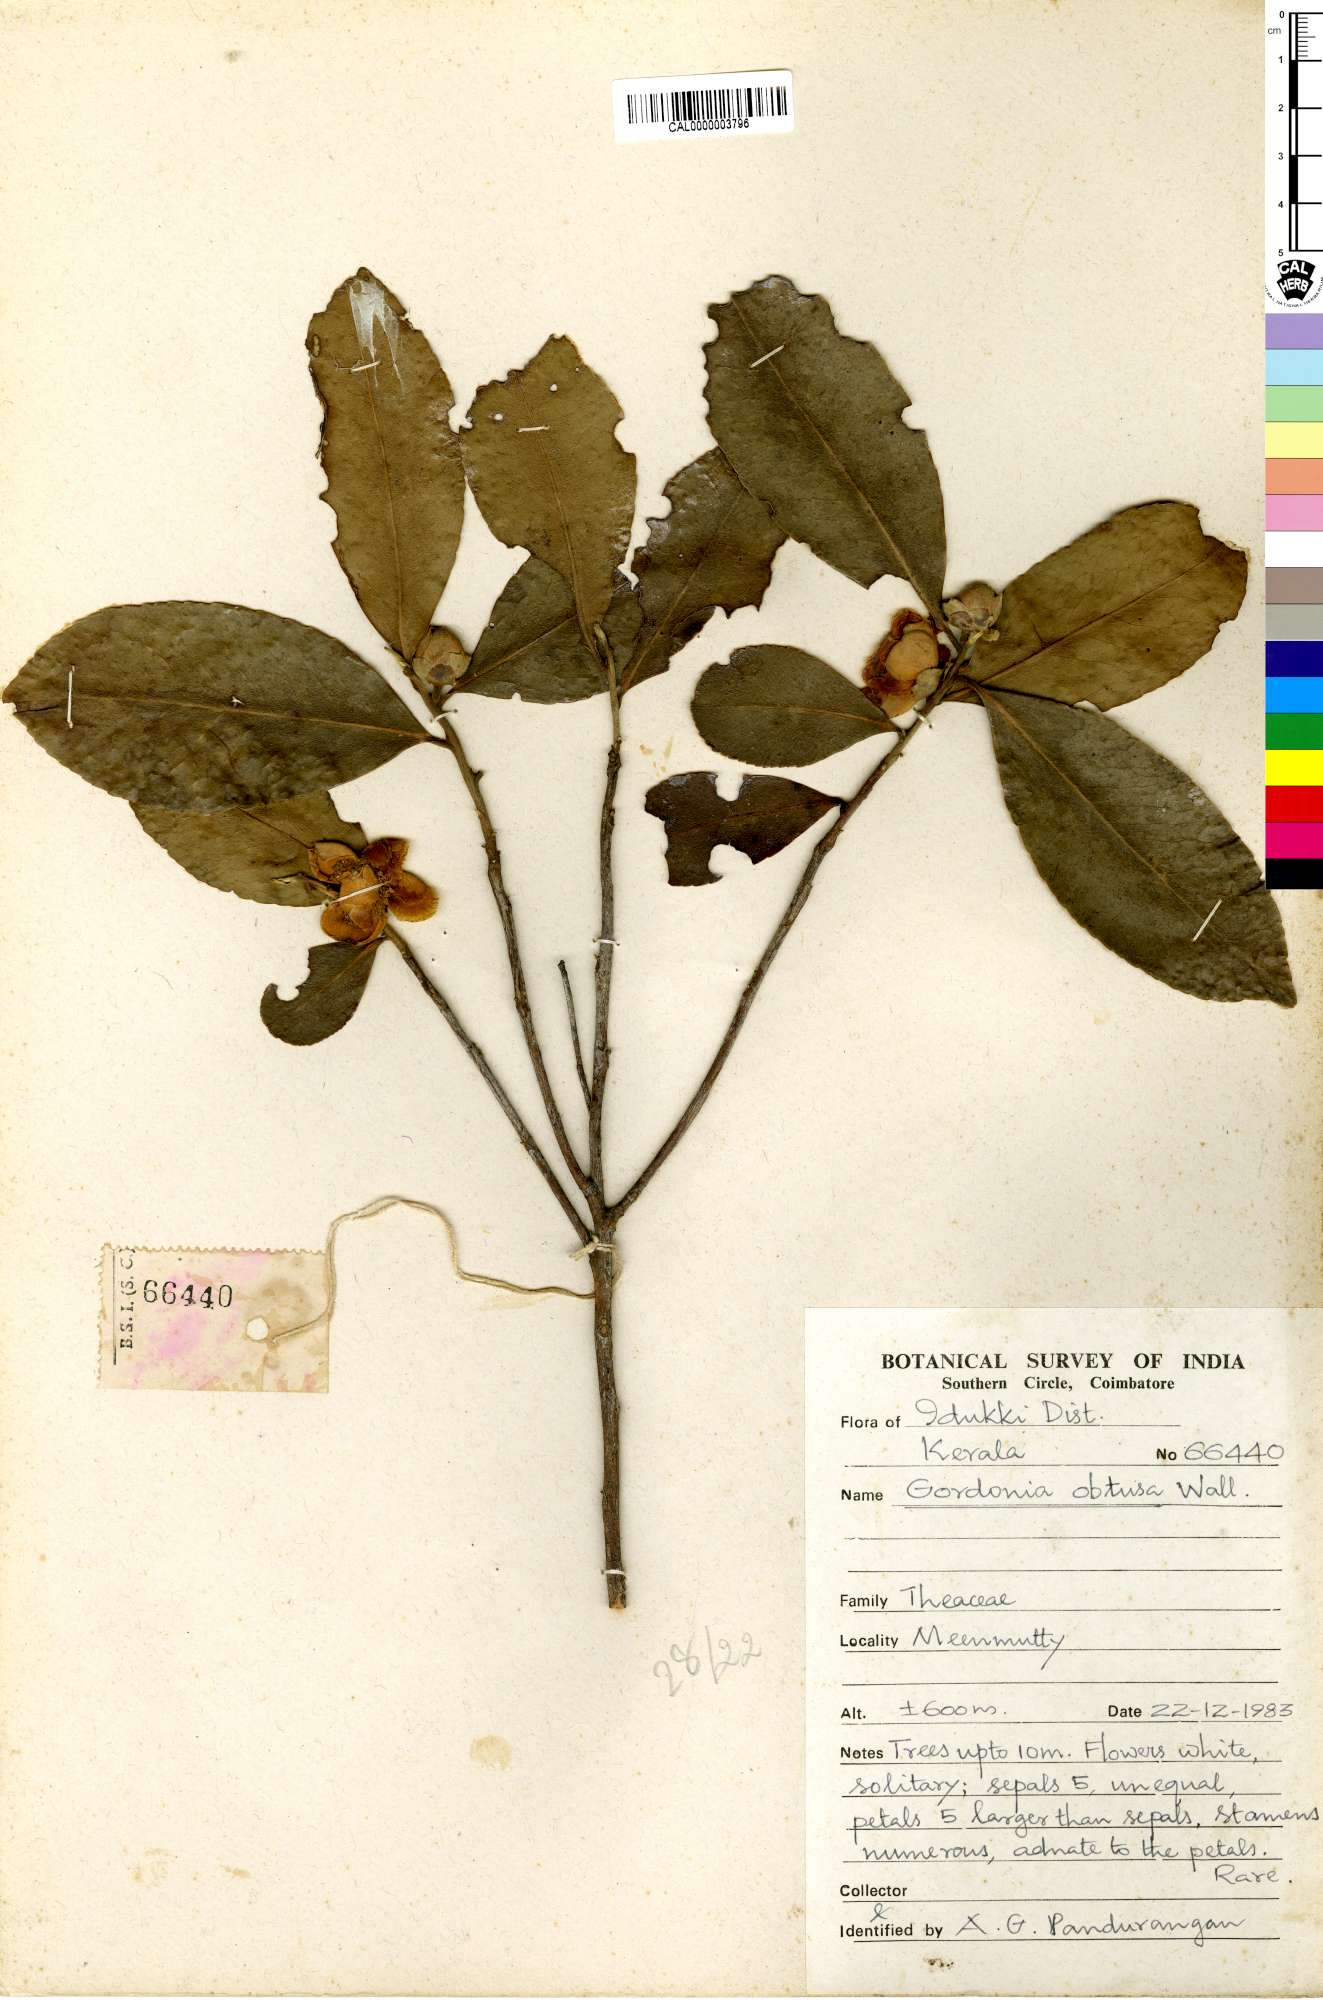 CAL0000003796
0
cm
1
2
3
4
5
CAL
HERB
B.S.I. (S. C.)
66440
28/22
BOTANICAL SURVEY OF INDIA
Southern Circle, Coimbatore
Flora of Idukki Dist.
Kerala No 66440
Name Gordonia obtusa Wall.
Family Theaceae
Locality Meenmutty
Alt. ±600m. Date 22-12-1983
Notes Trees upto 10m. Flowers white,
solitary; sepals 5, unequal,
petals 5 larger than sepals, stamens
numerous, adnate to the petals.
Rare.
Collector
&
Identified by A. G. Pandurangan